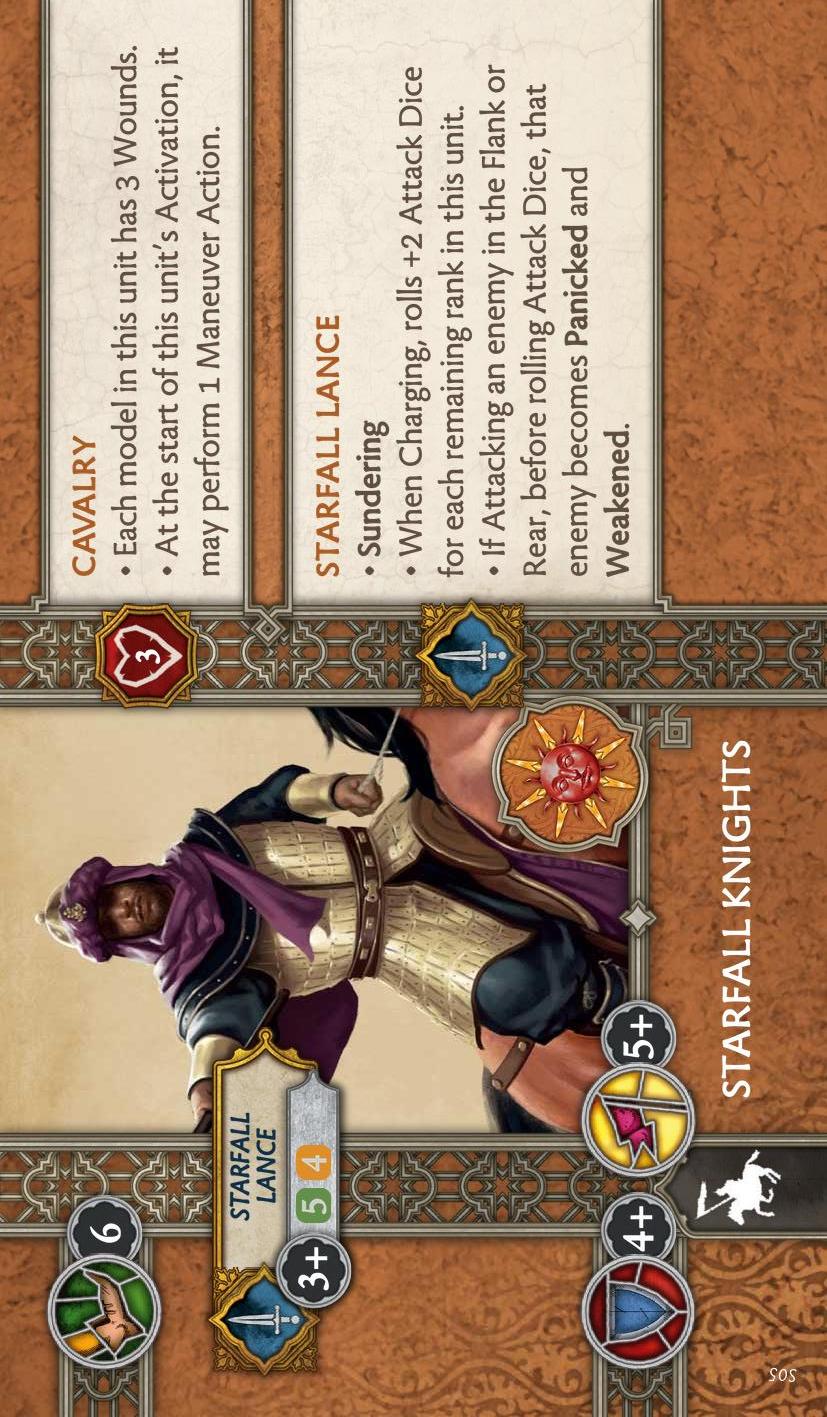 6
STARFALL
LANCE
3+
5 4
4+
5+
STARFALL KNIGHTS
S0S
3
CAVALRY
• Each model in this unit has 3 Wounds.
• At the start of this unit's Activation, it
may perform 1 Maneuver Action.
STARFALL LANCE
• Sundering
• When Charging, rolls +2 Attack Dice
for each remaining rank in this unit.
• If Attacking an enemy in the Flank or
Rear, before rolling Attack Dice, that
enemy becomes Panicked and
Weakened.